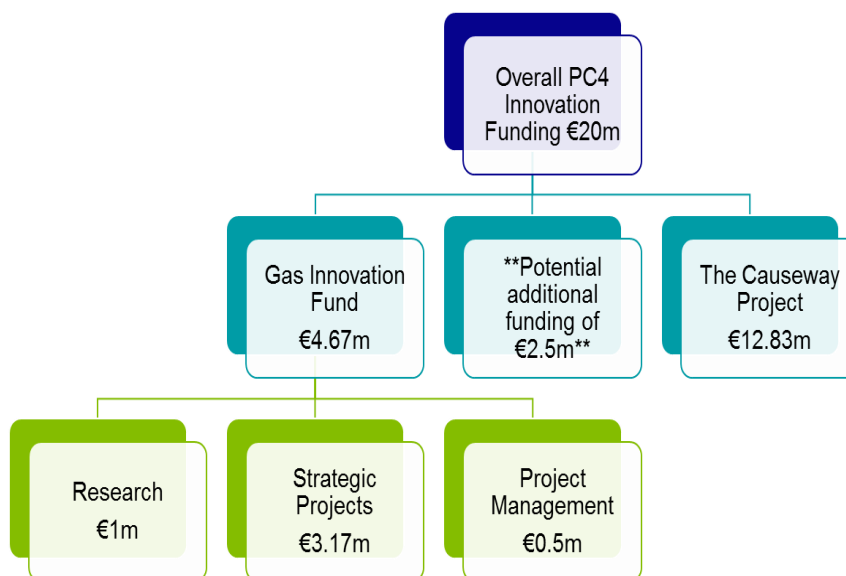 Overall PC4
Innovation
Funding €20m
Gas Innovation
Fund
€4.67m
**Potential
additional
funding of
€2.5m**
The Causeway
Project
€12.83m
Research
€1m
Strategic
Projects
€3.17m
Project
Management
€0.5m